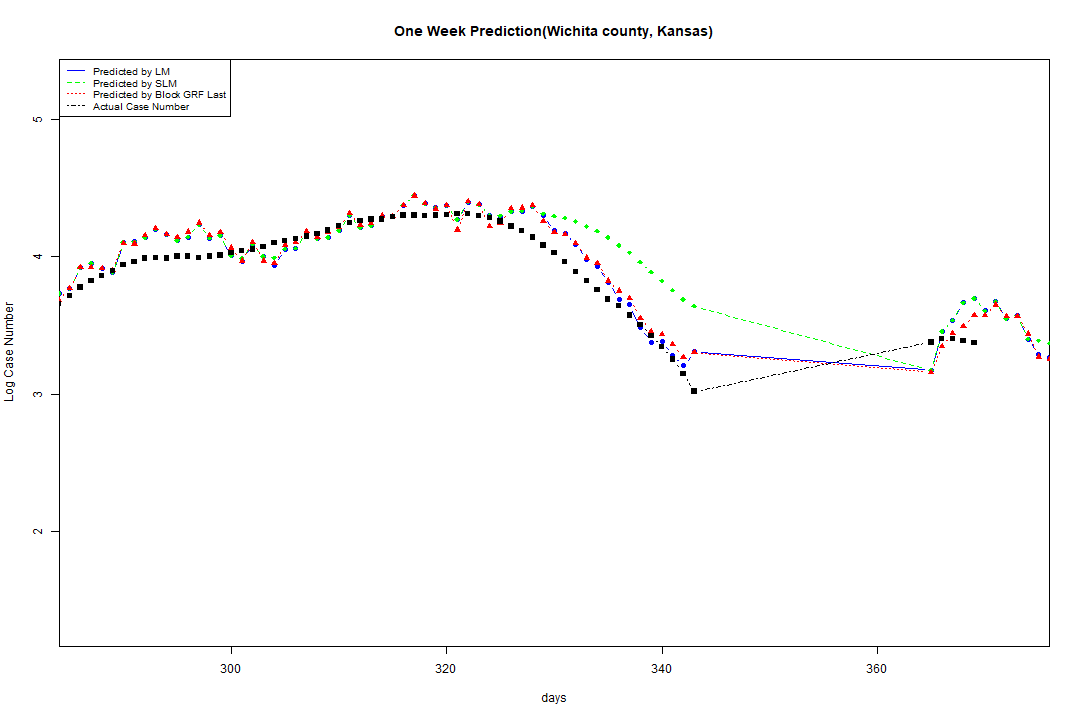 One Week Prediction(Wichita county, Kansas)
Predicted by LM
Predicted by SLM
Predicted by Block GRF Last
Actual Case Number
5
4
3
2
Log Case Number
300
320
340
360
days